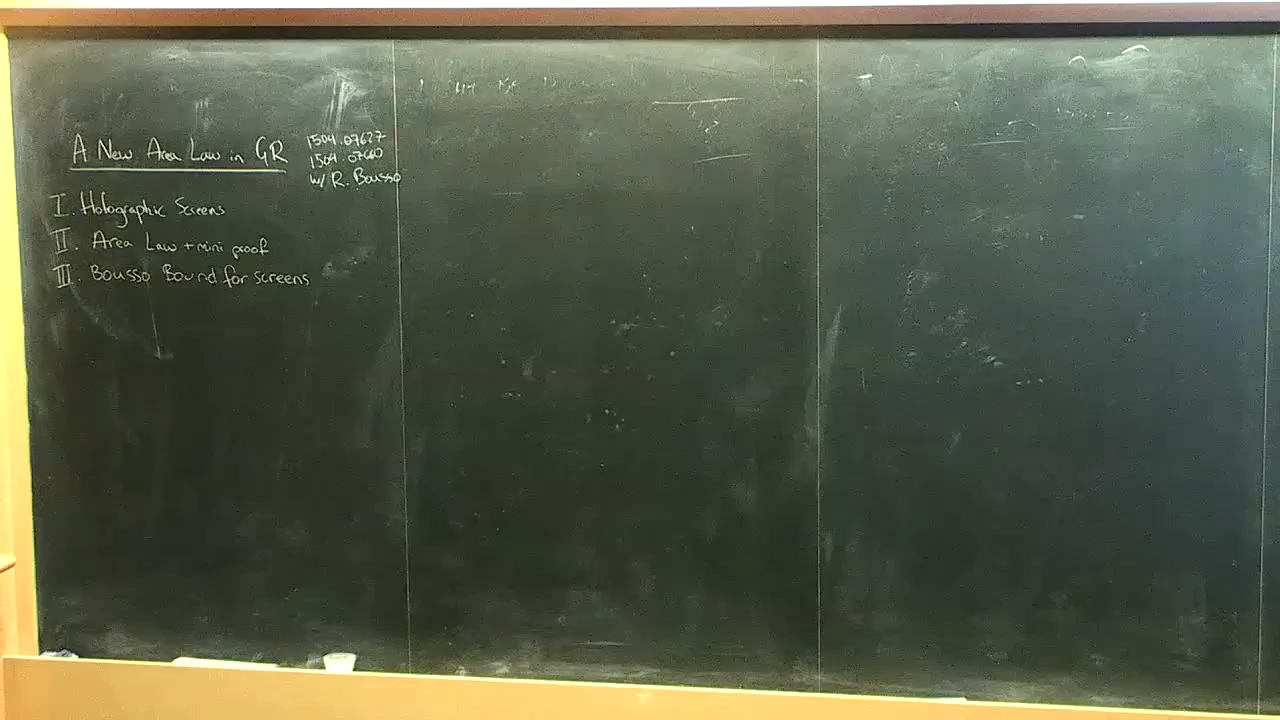 A New Area Law in GR
1504.07627
1504.07660
w/ R. Bousso
I. Holographic Screens
II. Area Law + mini proof
III. Bousso Bound for screens